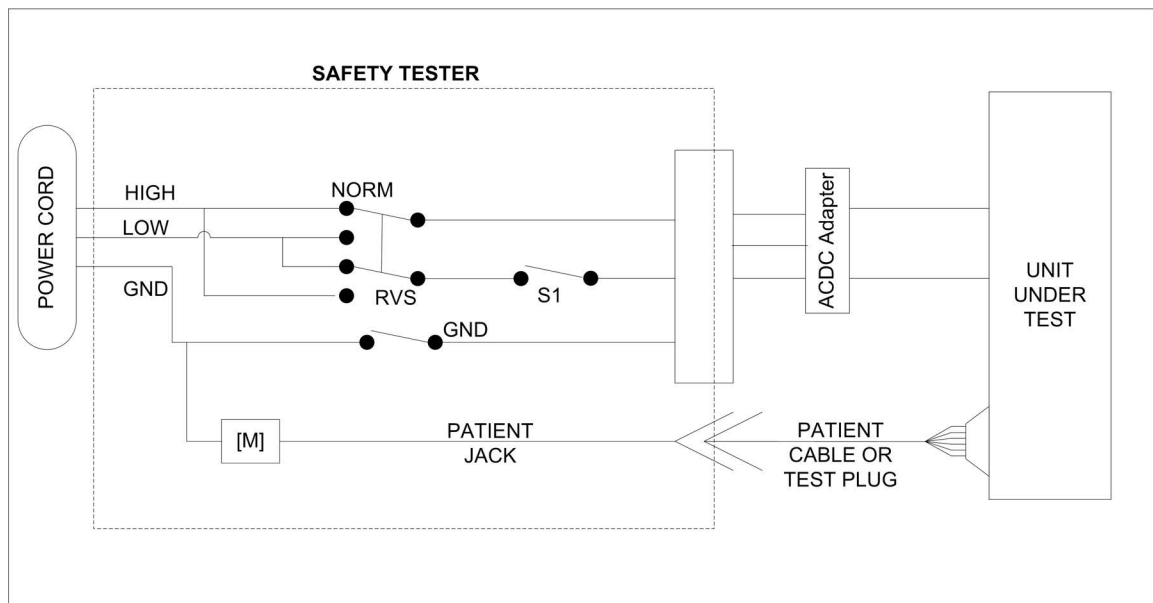 SAFETY TESTER
POWER CORD
HIGH
LOW
GND
NORM
RVS
S1
GND
[M]
PATIENT
JACK
ACDC Adapter
PATIENT
CABLE OR
TEST PLUG
UNIT
UNDER
TEST